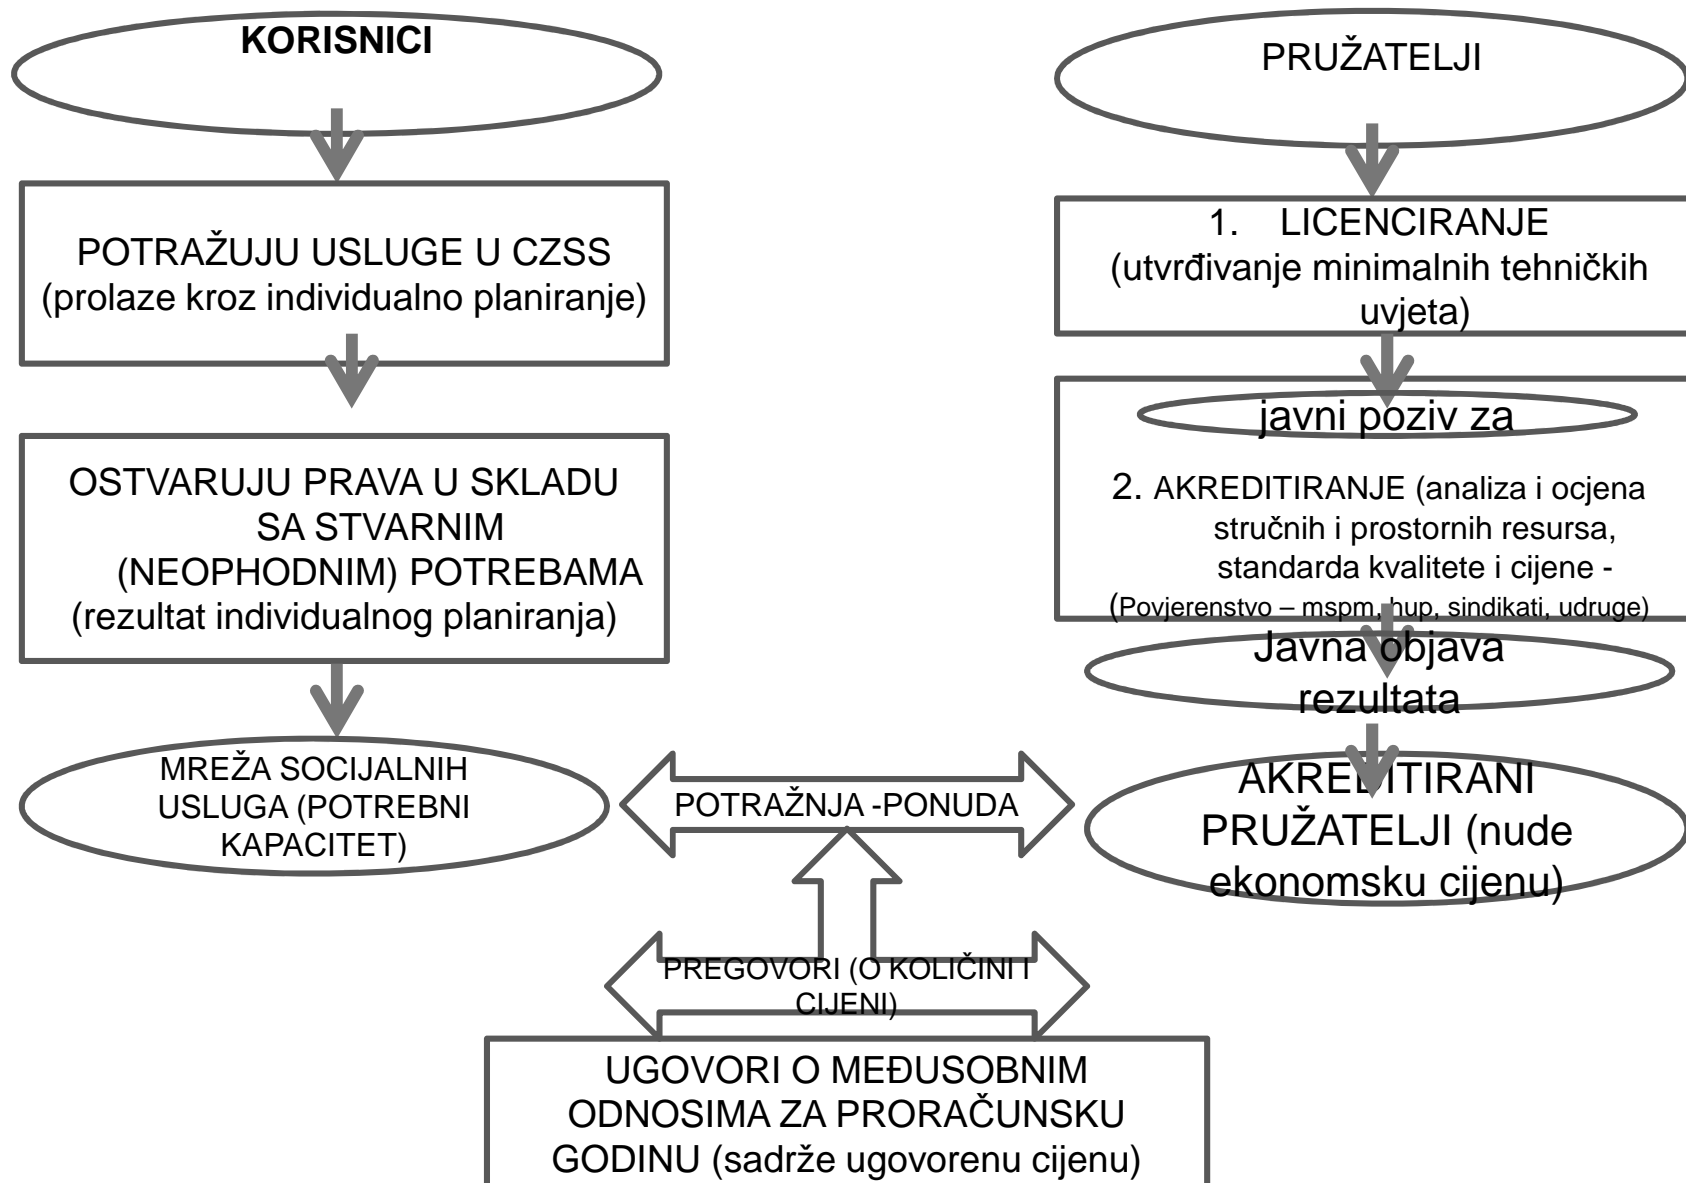 KORISNICI
POTRAŽUJU USLUGE U CZSS
(prolaze kroz individualno planiranje)
OSTVARUJU PRAVA U SKLADU
SA STVARNIM
(NEOPHODNIM) POTREBAMA
(rezultat individualnog planiranja)
MREŽA SOCIJALNIH
USLUGA (POTREBNI
KAPACITET)
PRUŽATELJI
1. LICENCIRANJE
(utvrđivanje minimalnih tehničkih
uvjeta)
javni poziv za
2. AKREDITIRANJE (analiza i ocjena
stručnih i prostornih resursa,
standarda kvalitete i cijene -
(Povjerenstvo – mspm, hup, sindikati, udruge)
Javna objava
rezultata
AKREDITIRANI
PRUŽATELJI (nude
ekonomsku cijenu)
POTRAŽNJA -PONUDA
PREGOVORI (O KOLIČINI I
CIJENI)
UGOVORI O MEĐUSOBNIM
ODNOSIMA ZA PRORAČUNSKU
GODINU (sadrže ugovorenu cijenu)